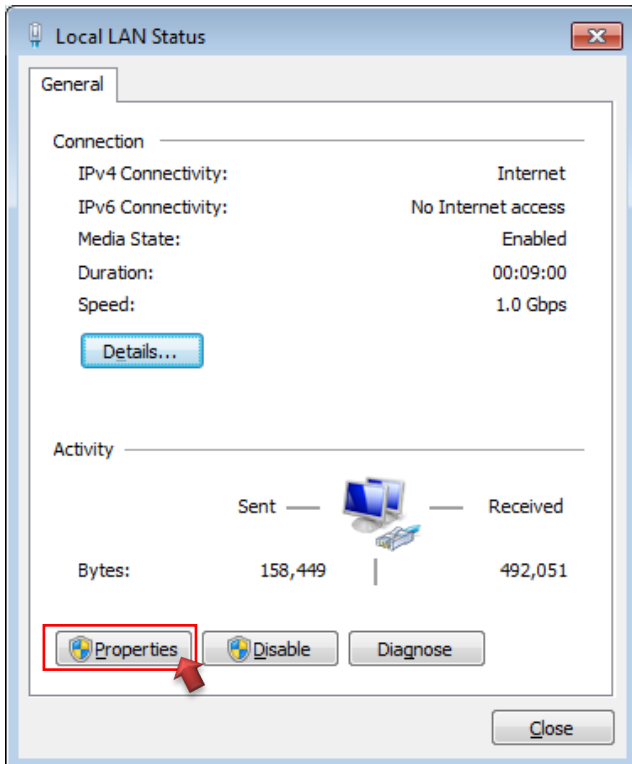 Local LAN Status
General
Connection
IPv4 Connectivity: Internet
IPv6 Connectivity: No Internet access
Media State: Enabled
Duration: 00:09:00
Speed: 1.0 Gbps
Details...
Activity
Sent Received
Bytes: 158,449 492,051
Properties Disable Diagnose
Close